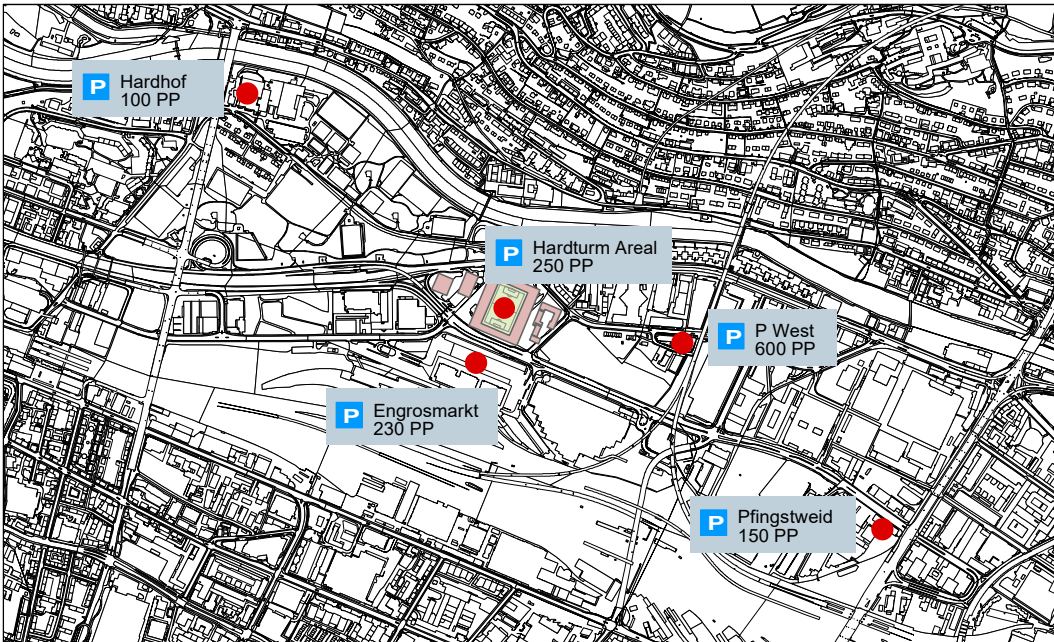 P Hardhof
100 PP
P Hardturm Areal
250 PP
P P West
600 PP
P Engrosmarkt
230 PP
P Pfingstweid
150 PP